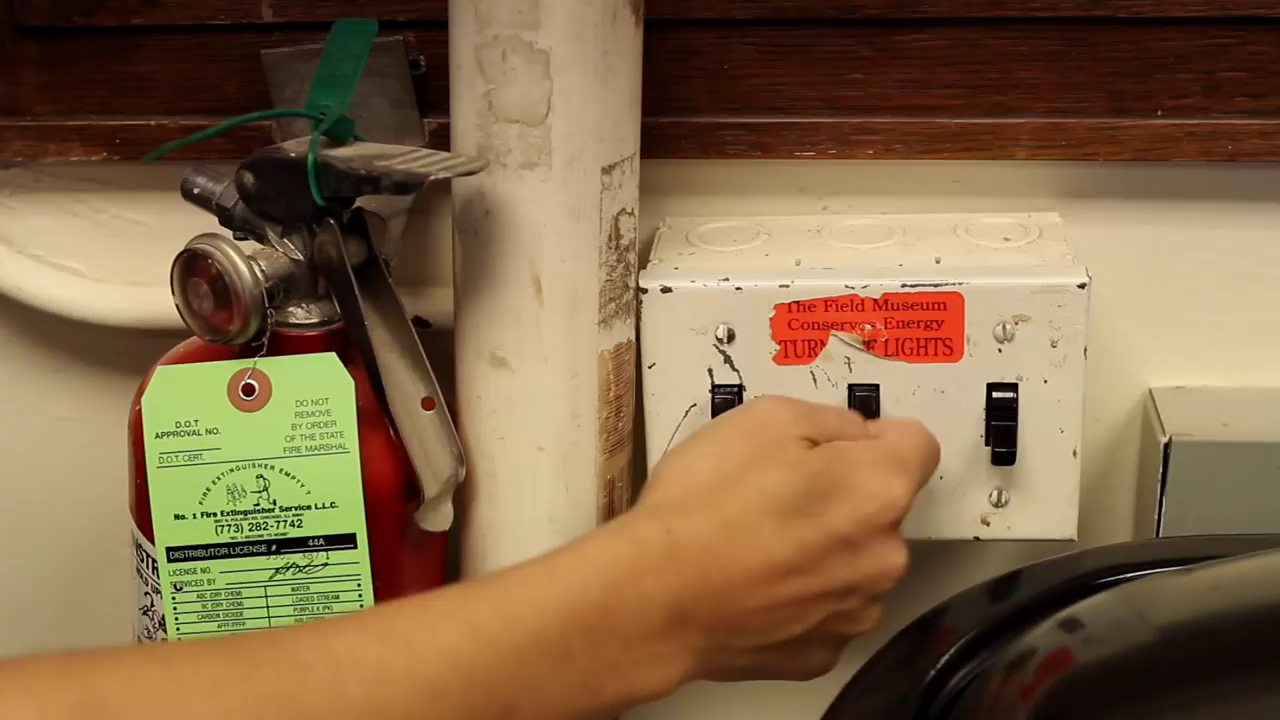 The Field Museum
Conserves Energy
LIGHTS
D.O.T
APPROVAL NO.
D.O.T. CERT.
DO NOT
REMOVE
BY ORDER
OF THE STATE
FIRE MARSHAL
FIRE EXTINGUISHER EMPTY?
No. 1 Fire Extinguisher Service L.L.C.
(773) 282-7742
DISTRIBUTOR LICENSE # 44A
LICENSE NO.
SERVICED BY
ABC (DRY CHEM)
BC (DRY CHEM)
CARBON DIOXIDE
AFFF/FFFP
WATER
LOADED STREAM
PURPLE K (PK)